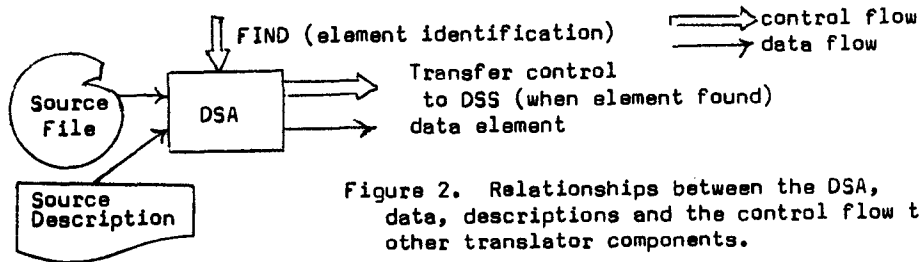 FIND (element identification)
control flow
data flow
Source
File
DSA
Transfer control
to DSS (when element found)
data element
Source
Description
Figure 2. Relationships between the DSA,
data, descriptions and the control flow t
other translator components.